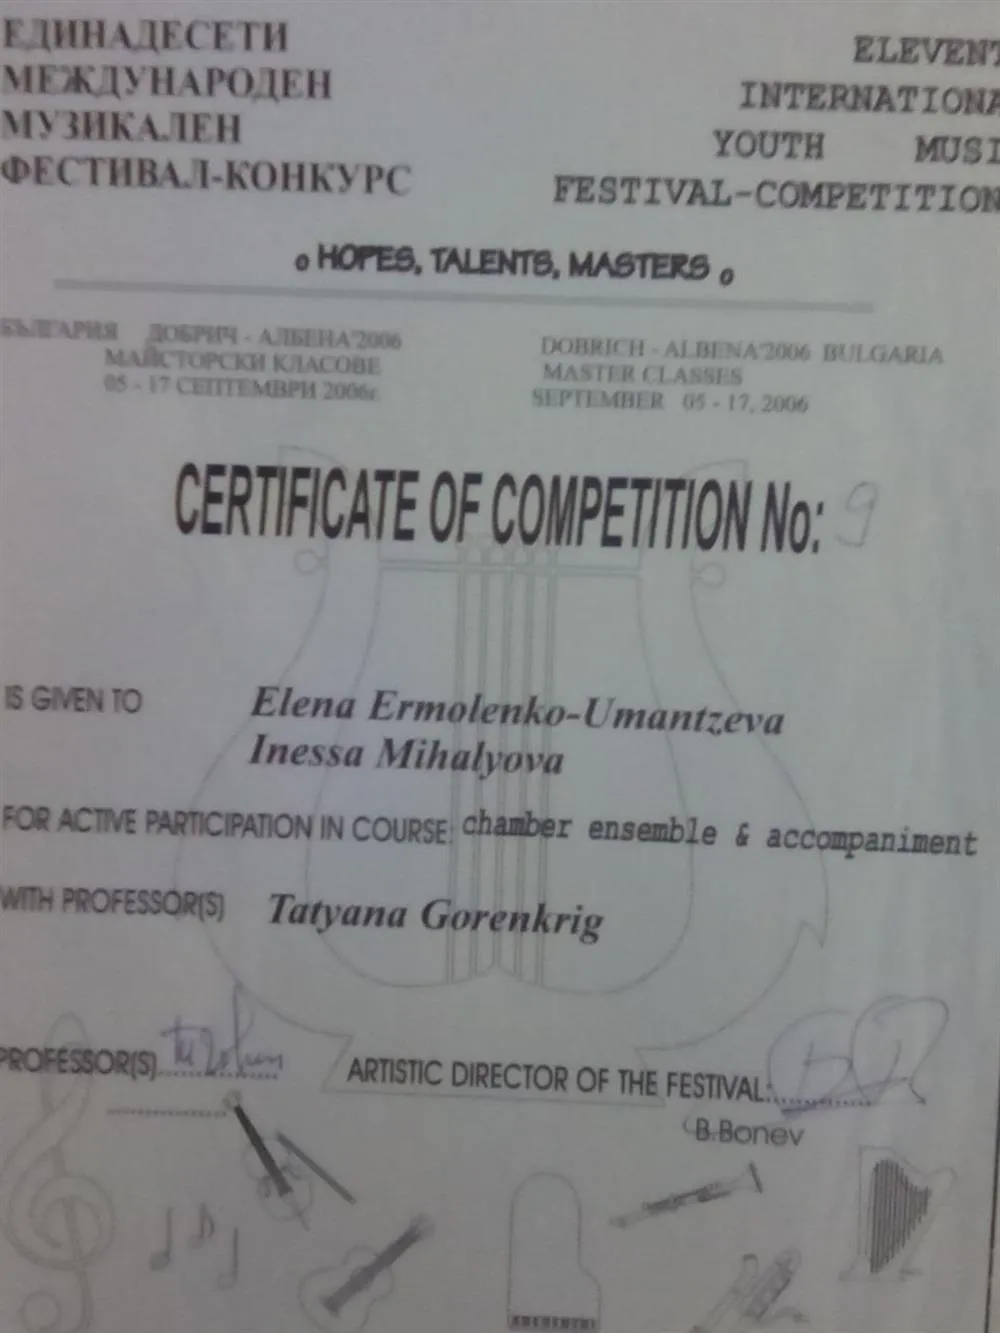 ЕДИНАДЕСЕТИ
МЕЖДУНАРОДЕН
МУЗИКАЛЕН
ФЕСТИВАЛ-КОНКУРС
ELEVENT
INTERNATIONA
YOUTH MUSI
FESTIVAL-COMPETITION
HOPES, TALENTS, MASTERS
БЪЛГАРИЯ ДОБРИЧ - АЛБЕНА'2006
МАЙСТОРСКИ КЛАСОВЕ
05 - 17 СЕПТЕМВРИ 2006г.
DOBRICH - ALBENA'2006 BULGARIA
MASTER CLASSES
SEPTEMBER 05 - 17, 2006
CERTIFICATE OF COMPETITION No: 9
IS GIVEN TO Elena Ermolenko-Umantzeva
Inessa Mihalyova
FOR ACTIVE PARTICIPATION IN COURSE: chamber ensemble & accompaniment
WITH PROFESSOR(S) Tatyana Gorenkrig
PROFESSOR(S)
ARTISTIC DIRECTOR OF THE FESTIVAL:
B.Bonev